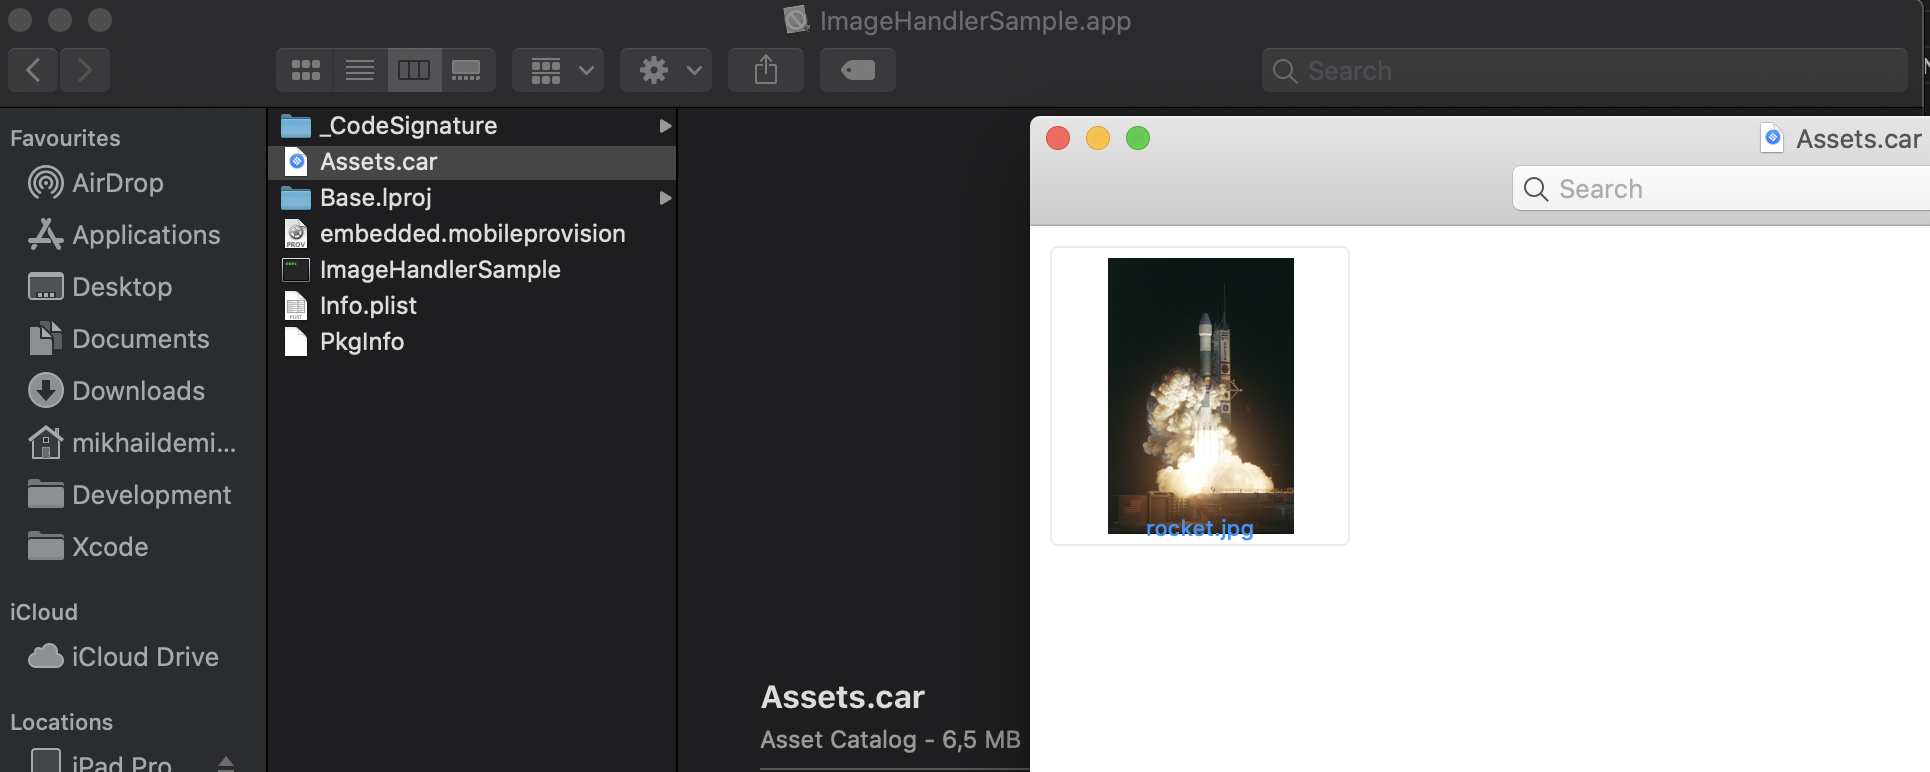 ImageHandlerSample.app
Search
Favourites
AirDrop
Applications
Desktop
Documents
Downloads
mikhaildemi...
Development
Xcode
iCloud
iCloud Drive
Locations
iPad Pro
_CodeSignature
Assets.car
Base.lproj
embedded.mobileprovision
ImageHandlerSample
Info.plist
PkgInfo
Assets.car
Asset Catalog - 6,5 MB
Assets.car
Search
rocket.jpg